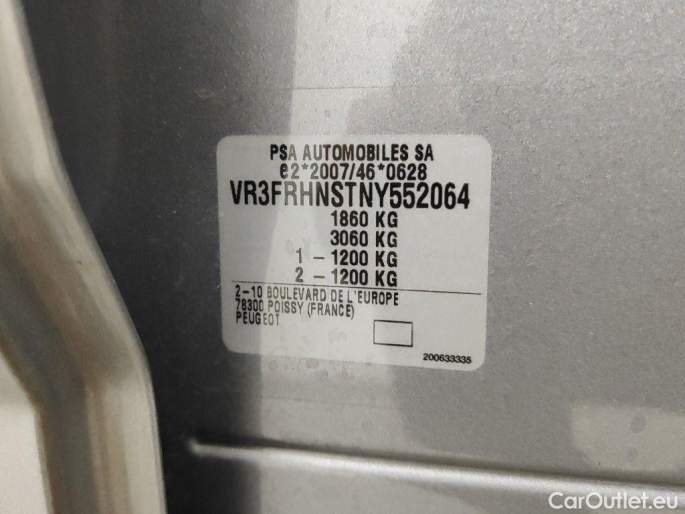 PSA AUTOMOBILES SA
e2*2007/46*0628
VR3FRHNSTNY552064
1860 KG
3060 KG
1 - 1200 KG
2 - 1200 KG
2-10 BOULEVARD DE L'EUROPE
78300 POISSY (FRANCE)
PEUGEOT
200633335
CarOutlet.eu